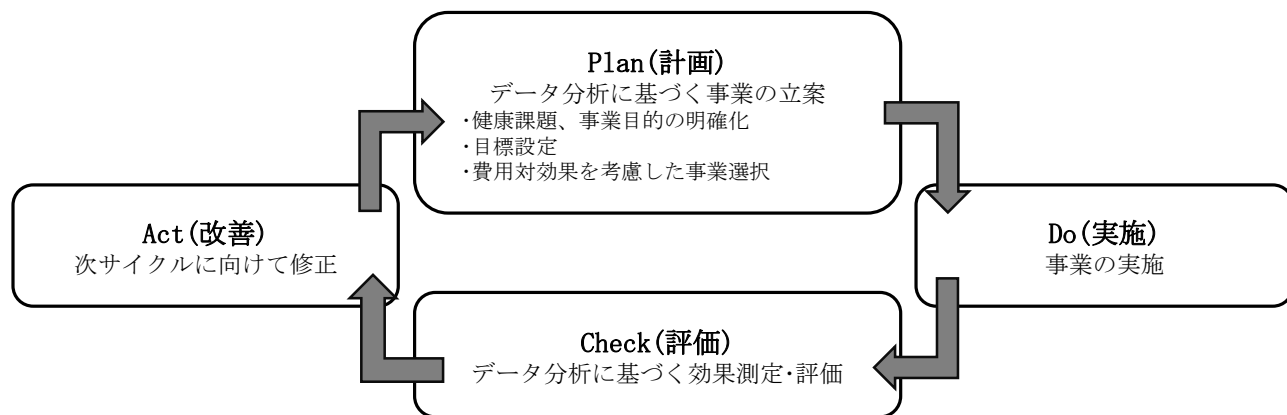 Plan(計画)
データ分析に基づく事業の立案
・健康課題、事業目的の明確化
・目標設定
・費用対効果を考慮した事業選択
Act(改善)
次サイクルに向けて修正
Do(実施)
事業の実施
Check(評価)
データ分析に基づく効果測定・評価